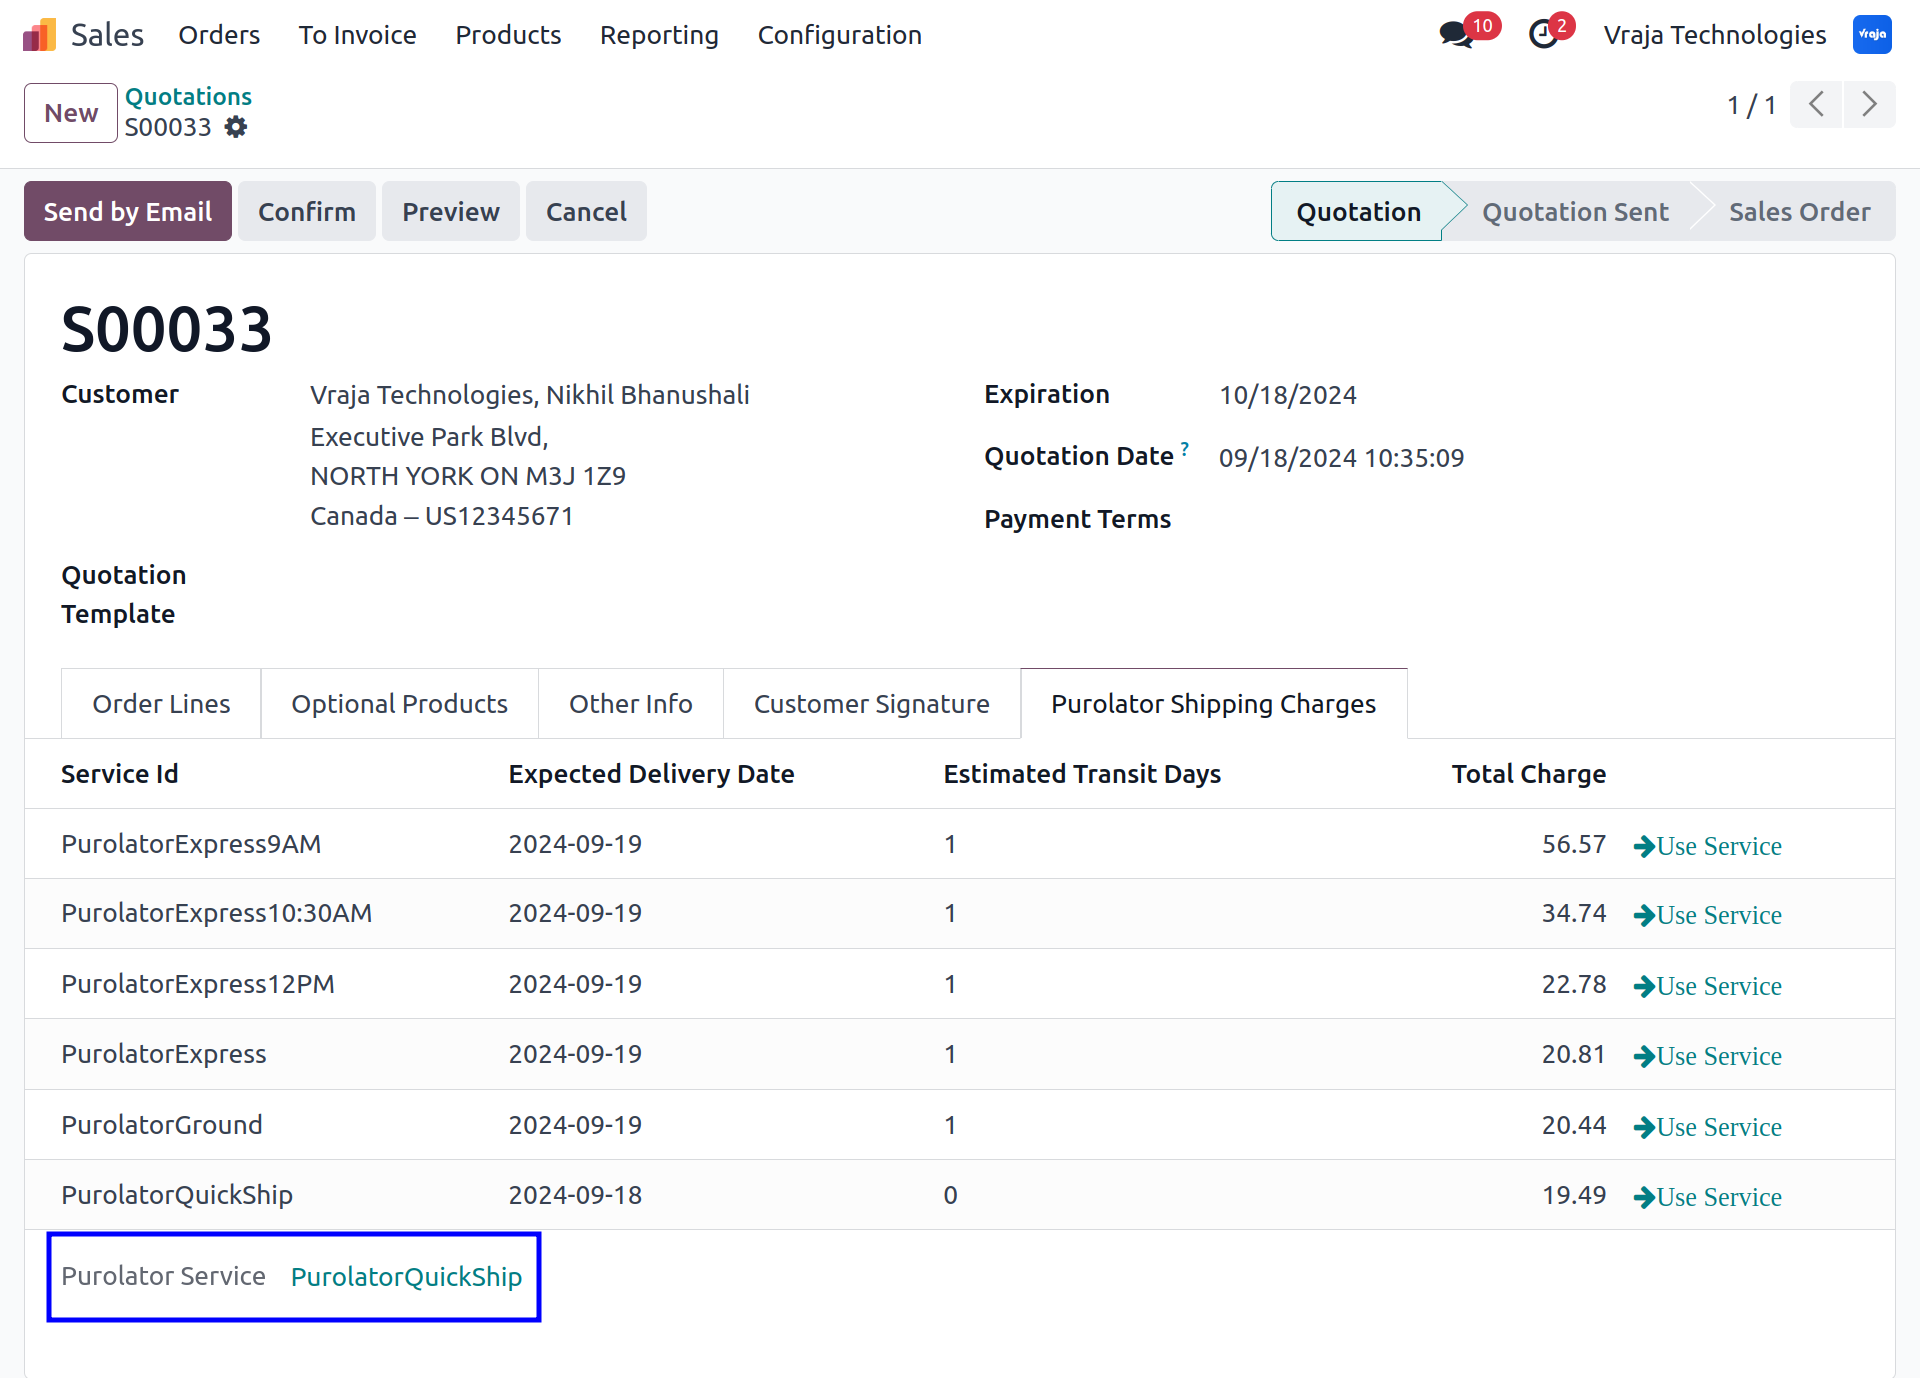 Sales Orders To Invoice Products Reporting Configuration 10 2 Vraja Technologies vraja
New Quotations 1 / 1
S00033
Send by Email Confirm Preview Cancel Quotation Quotation Sent Sales Order
S00033
Customer Vraja Technologies, Nikhil Bhanushali Expiration 10/18/2024
Executive Park Blvd,
Quotation Date ? 09/18/2024 10:35:09
NORTH YORK ON M3J 1Z9
Canada – US12345671 Payment Terms
Quotation
Template
Order Lines Optional Products Other Info Customer Signature Purolator Shipping Charges
Service Id Expected Delivery Date Estimated Transit Days Total Charge
PurolatorExpress9AM 2024-09-19 1 56.57 Use Service
PurolatorExpress10:30AM 2024-09-19 1 34.74 Use Service
PurolatorExpress12PM 2024-09-19 1 22.78 Use Service
PurolatorExpress 2024-09-19 1 20.81 Use Service
PurolatorGround 2024-09-19 1 20.44 Use Service
PurolatorQuickShip 2024-09-18 0 19.49 Use Service
Purolator Service PurolatorQuickShip